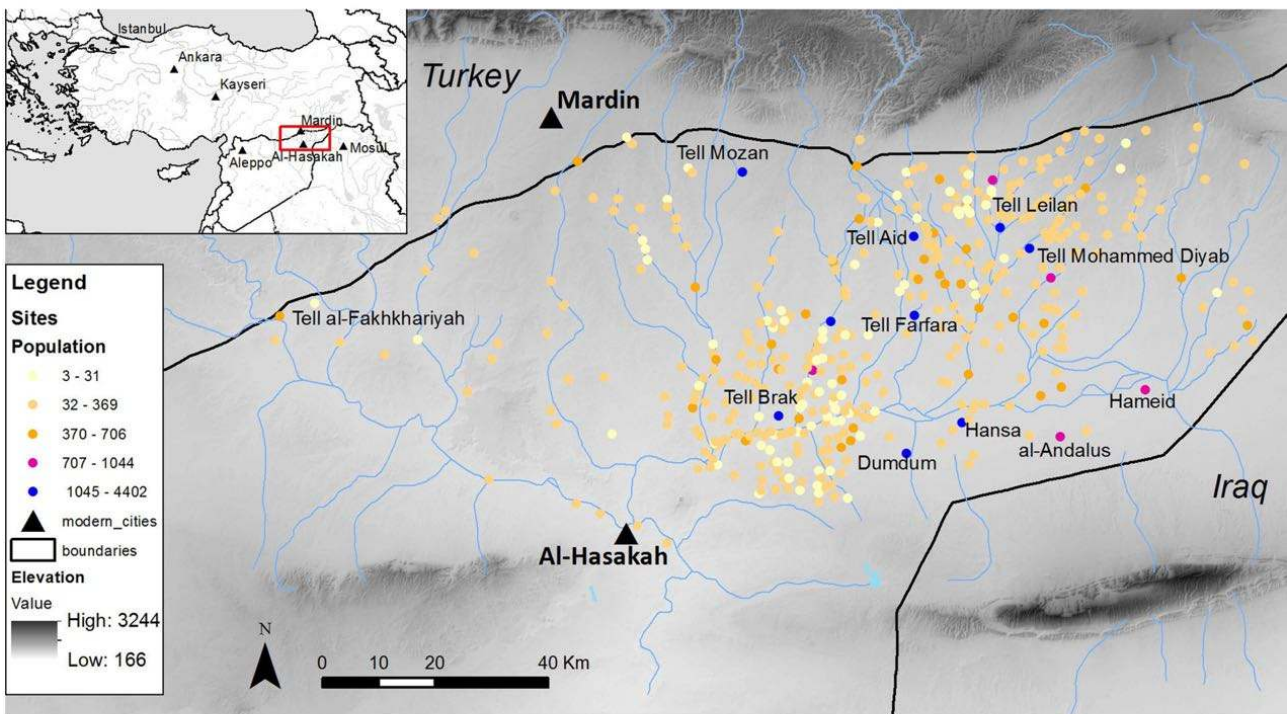 Istanbul
Ankara
Kayseri
Mardin
Aleppo
Al-Hasakah
Mosul
Turkey
Mardin
Tell Mozan
Tell Leilan
Tell Aid
Tell Mohammed Diyab
Tell al-Fakhkhariyah
Tell Farfara
Tell Brak
Hameid
Hansa
al-Andalus
Dumdum
Iraq
Al-Hasakah
Legend
Sites
Population
3 - 31
32 - 369
370 - 706
707 - 1044
1045 - 4402
modern_cities
boundaries
Elevation
Value
High: 3244
Low: 166
N
0 10 20 40 Km